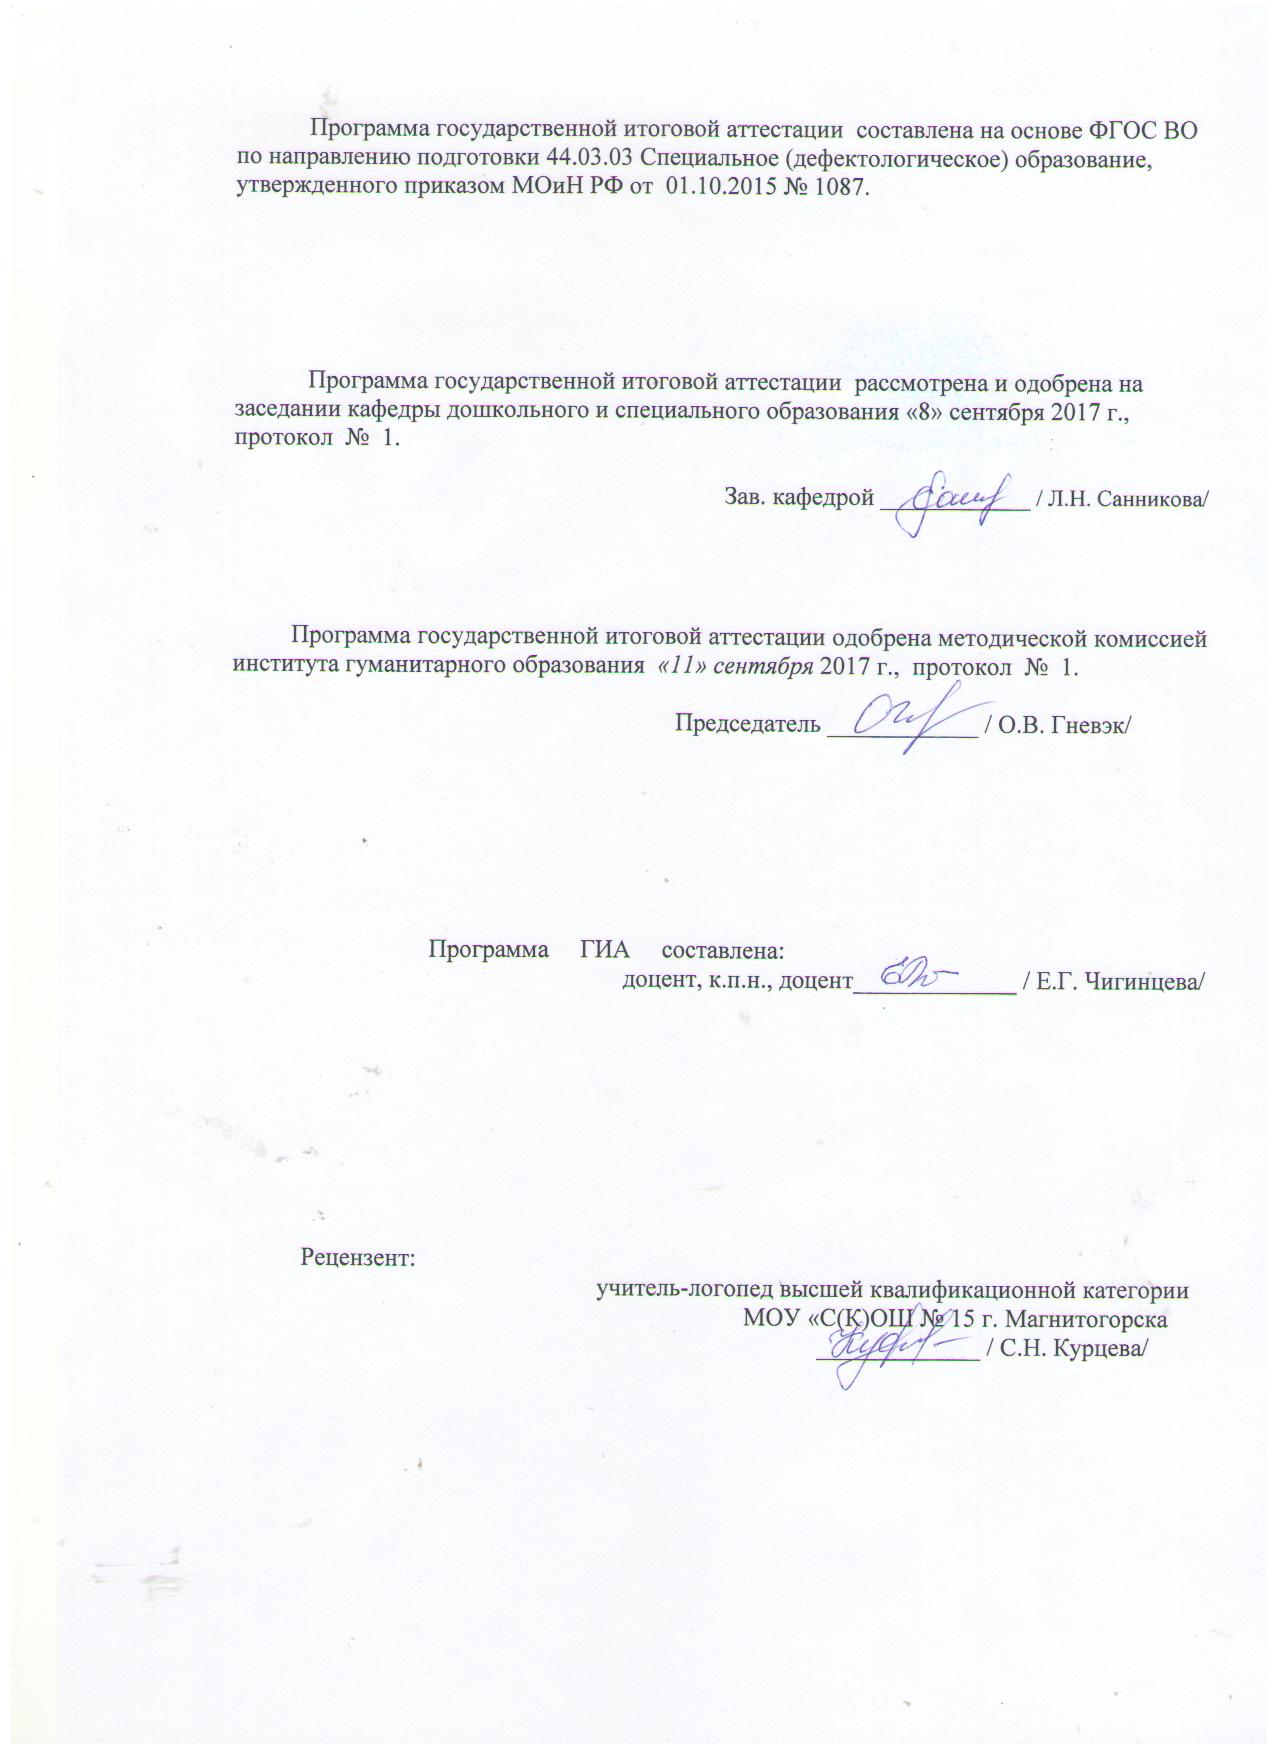 Программа государственной итоговой аттестации составлена на основе ФГОС ВО
по направлению подготовки 44.03.03 Специальное (дефектологическое) образование,
утвержденного приказом МОиН РФ от 01.10.2015 № 1087.
Программа государственной итоговой аттестации рассмотрена и одобрена на
заседании кафедры дошкольного и специального образования «8» сентября 2017 г.,
протокол № 1.
Зав. кафедрой ____________ / Л.Н. Санникова/
Программа государственной итоговой аттестации одобрена методической комиссией
института гуманитарного образования «11» сентября 2017 г., протокол № 1.
Председатель ____________ / О.В. Гневэк/
Программа ГИА составлена:
доцент, к.п.н., доцент_____________ / Е.Г. Чигинцева/
Рецензент:
учитель-логопед высшей квалификационной категории
МОУ «С(К)ОШ № 15 г. Магнитогорска
_____________ / С.Н. Курцева/